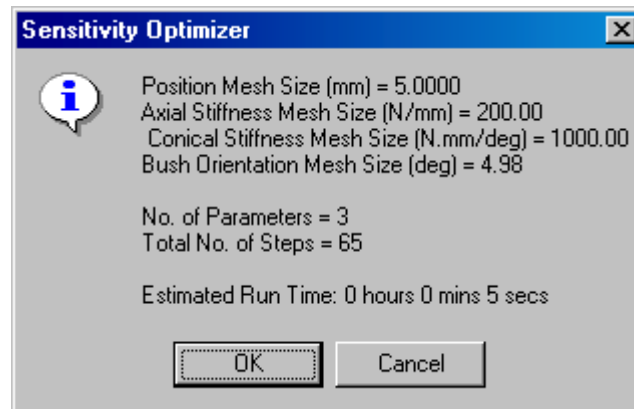 Sensitivity Optimizer
Position Mesh Size (mm) = 5.0000
Axial Stiffness Mesh Size (N/mm) = 200.00
Conical Stiffness Mesh Size (N.mm/deg) = 1000.00
Bush Orientation Mesh Size (deg) = 4.98
No. of Parameters = 3
Total No. of Steps = 65
Estimated Run Time: 0 hours 0 mins 5 secs
OK Cancel